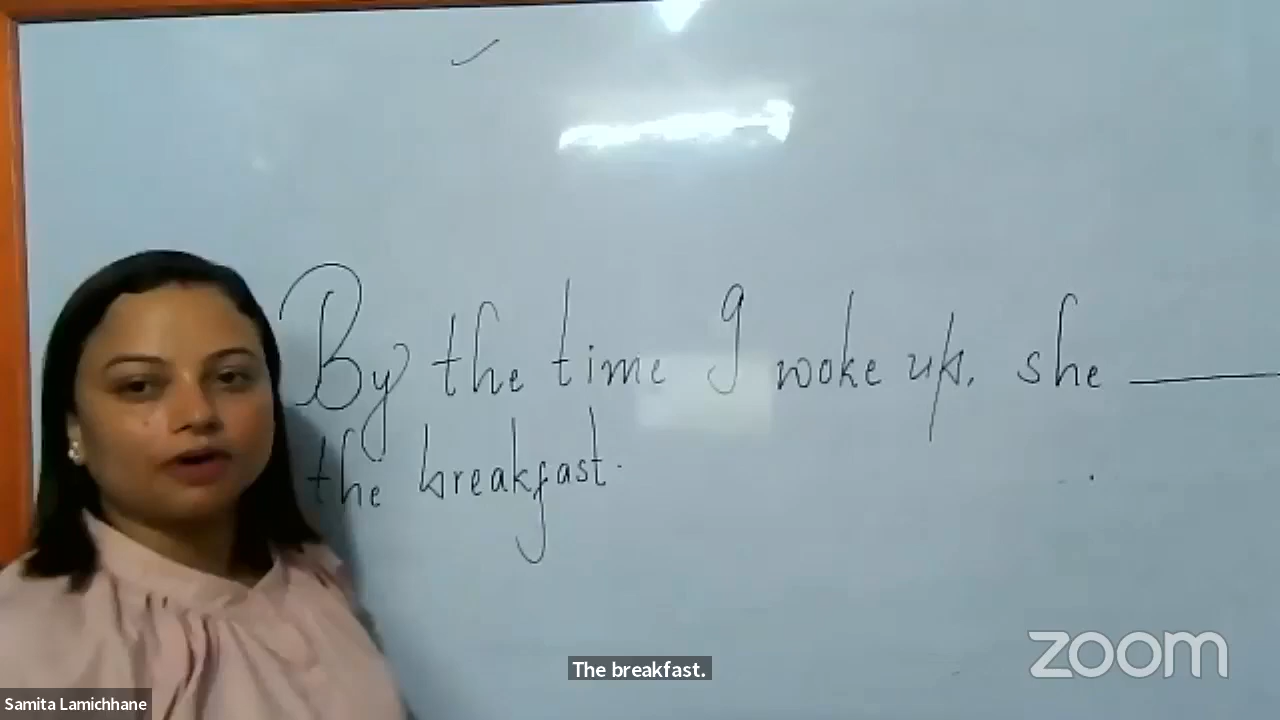 By the time I woke up, she ______
the breakfast.
The breakfast.
zoom
Samita Lamichhane